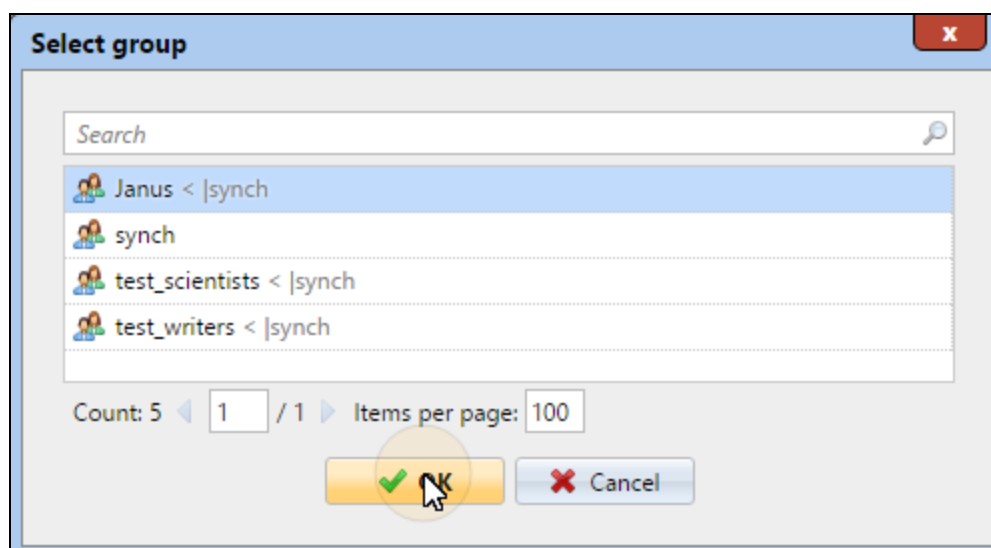 Select group
x
Search
Janus < |synch
synch
test_scientists < |synch
test_writers < |synch
Count: 5 1 / 1 Items per page: 100
OK Cancel